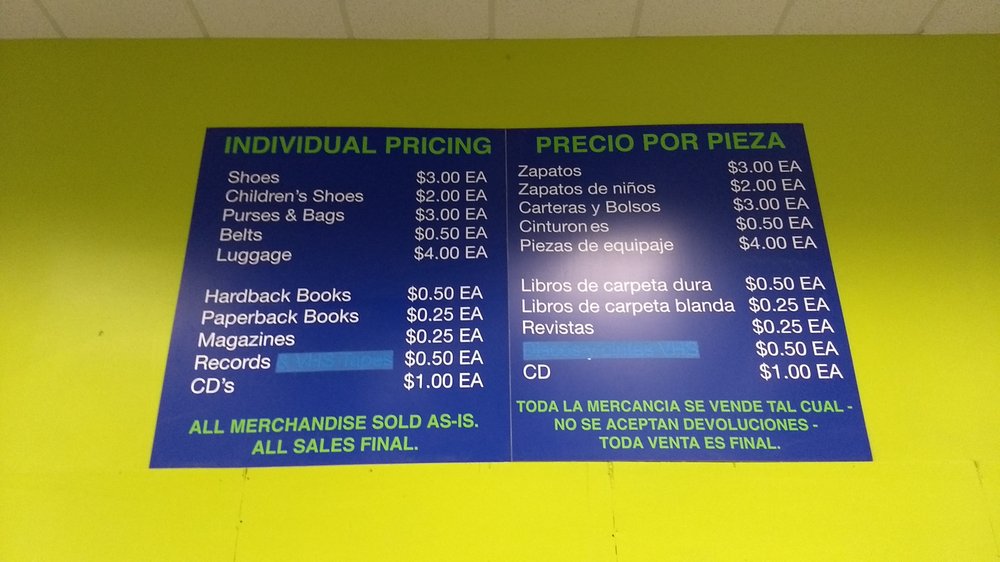 INDIVIDUAL PRICING
Shoes $3.00 EA
Children's Shoes $2.00 EA
Purses & Bags $3.00 EA
Belts $0.50 EA
Luggage $4.00 EA
Hardback Books $0.50 EA
Paperback Books $0.25 EA
Magazines $0.25 EA
Records & VHS Tapes $0.50 EA
CD's $1.00 EA
ALL MERCHANDISE SOLD AS-IS.
ALL SALES FINAL.
PRECIO POR PIEZA
Zapatos $3.00 EA
Zapatos de niños $2.00 EA
Carteras y Bolsos $3.00 EA
Cinturon es $0.50 EA
Piezas de equipaje $4.00 EA
Libros de carpeta dura $0.50 EA
Libros de carpeta blanda $0.25 EA
Revistas $0.25 EA
VHS $0.50 EA
CD $1.00 EA
TODA LA MERCANCIA SE VENDE TAL CUAL -
NO SE ACEPTAN DEVOLUCIONES -
TODA VENTA ES FINAL.